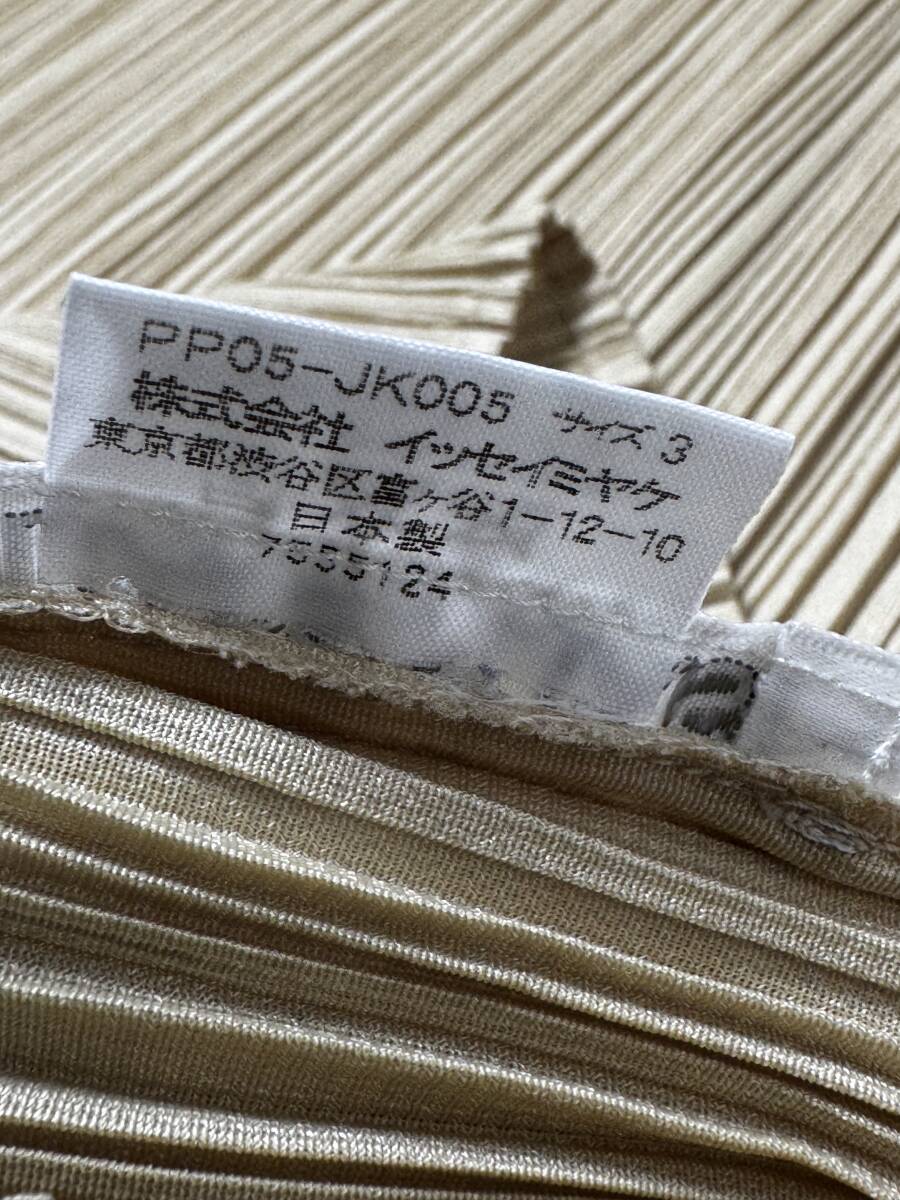 PP05-JK005 サイズ 3
株式会社 イッセイミヤケ
東京都渋谷区富ヶ谷1-12-10
日本製
7535124